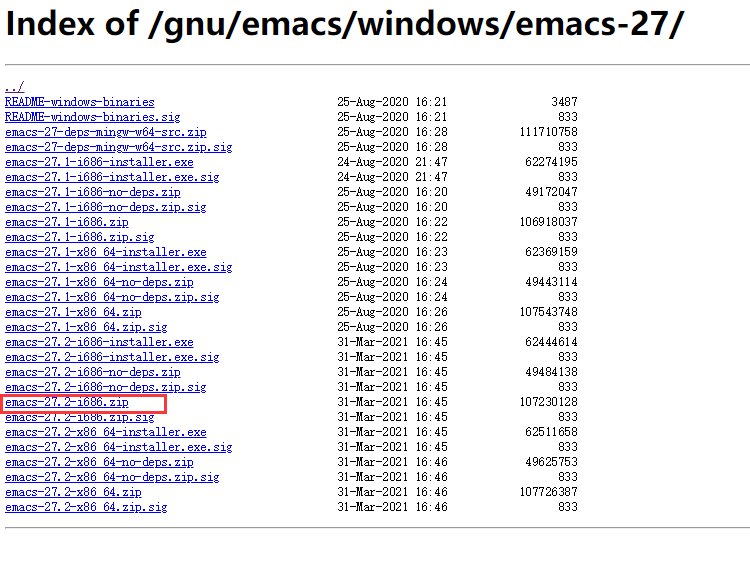 Index of /gnu/emacs/windows/emacs-27/
../
README-windows-binaries 25-Aug-2020 16:21 3487
README-windows-binaries.sig 25-Aug-2020 16:21 833
emacs-27-deps-mingw-w64-src.zip 25-Aug-2020 16:28 111710758
emacs-27-deps-mingw-w64-src.zip.sig 25-Aug-2020 16:28 833
emacs-27.1-i686-installer.exe 24-Aug-2020 21:47 62274195
emacs-27.1-i686-installer.exe.sig 24-Aug-2020 21:47 833
emacs-27.1-i686-no-deps.zip 25-Aug-2020 16:20 49172047
emacs-27.1-i686-no-deps.zip.sig 25-Aug-2020 16:20 833
emacs-27.1-i686.zip 25-Aug-2020 16:22 106918037
emacs-27.1-i686.zip.sig 25-Aug-2020 16:22 833
emacs-27.1-x86_64-installer.exe 25-Aug-2020 16:23 62369159
emacs-27.1-x86_64-installer.exe.sig 25-Aug-2020 16:23 833
emacs-27.1-x86_64-no-deps.zip 25-Aug-2020 16:24 49443114
emacs-27.1-x86_64-no-deps.zip.sig 25-Aug-2020 16:24 833
emacs-27.1-x86_64.zip 25-Aug-2020 16:26 107543748
emacs-27.1-x86_64.zip.sig 25-Aug-2020 16:26 833
emacs-27.2-i686-installer.exe 31-Mar-2021 16:45 62444614
emacs-27.2-i686-installer.exe.sig 31-Mar-2021 16:45 833
emacs-27.2-i686-no-deps.zip 31-Mar-2021 16:45 49484138
emacs-27.2-i686-no-deps.zip.sig 31-Mar-2021 16:45 833
emacs-27.2-i686.zip 31-Mar-2021 16:45 107230128
emacs-27.2-i686.zip.sig 31-Mar-2021 16:45 833
emacs-27.2-x86_64-installer.exe 31-Mar-2021 16:45 62511658
emacs-27.2-x86_64-installer.exe.sig 31-Mar-2021 16:45 833
emacs-27.2-x86_64-no-deps.zip 31-Mar-2021 16:46 49625753
emacs-27.2-x86_64-no-deps.zip.sig 31-Mar-2021 16:46 833
emacs-27.2-x86_64.zip 31-Mar-2021 16:46 107726387
emacs-27.2-x86_64.zip.sig 31-Mar-2021 16:46 833